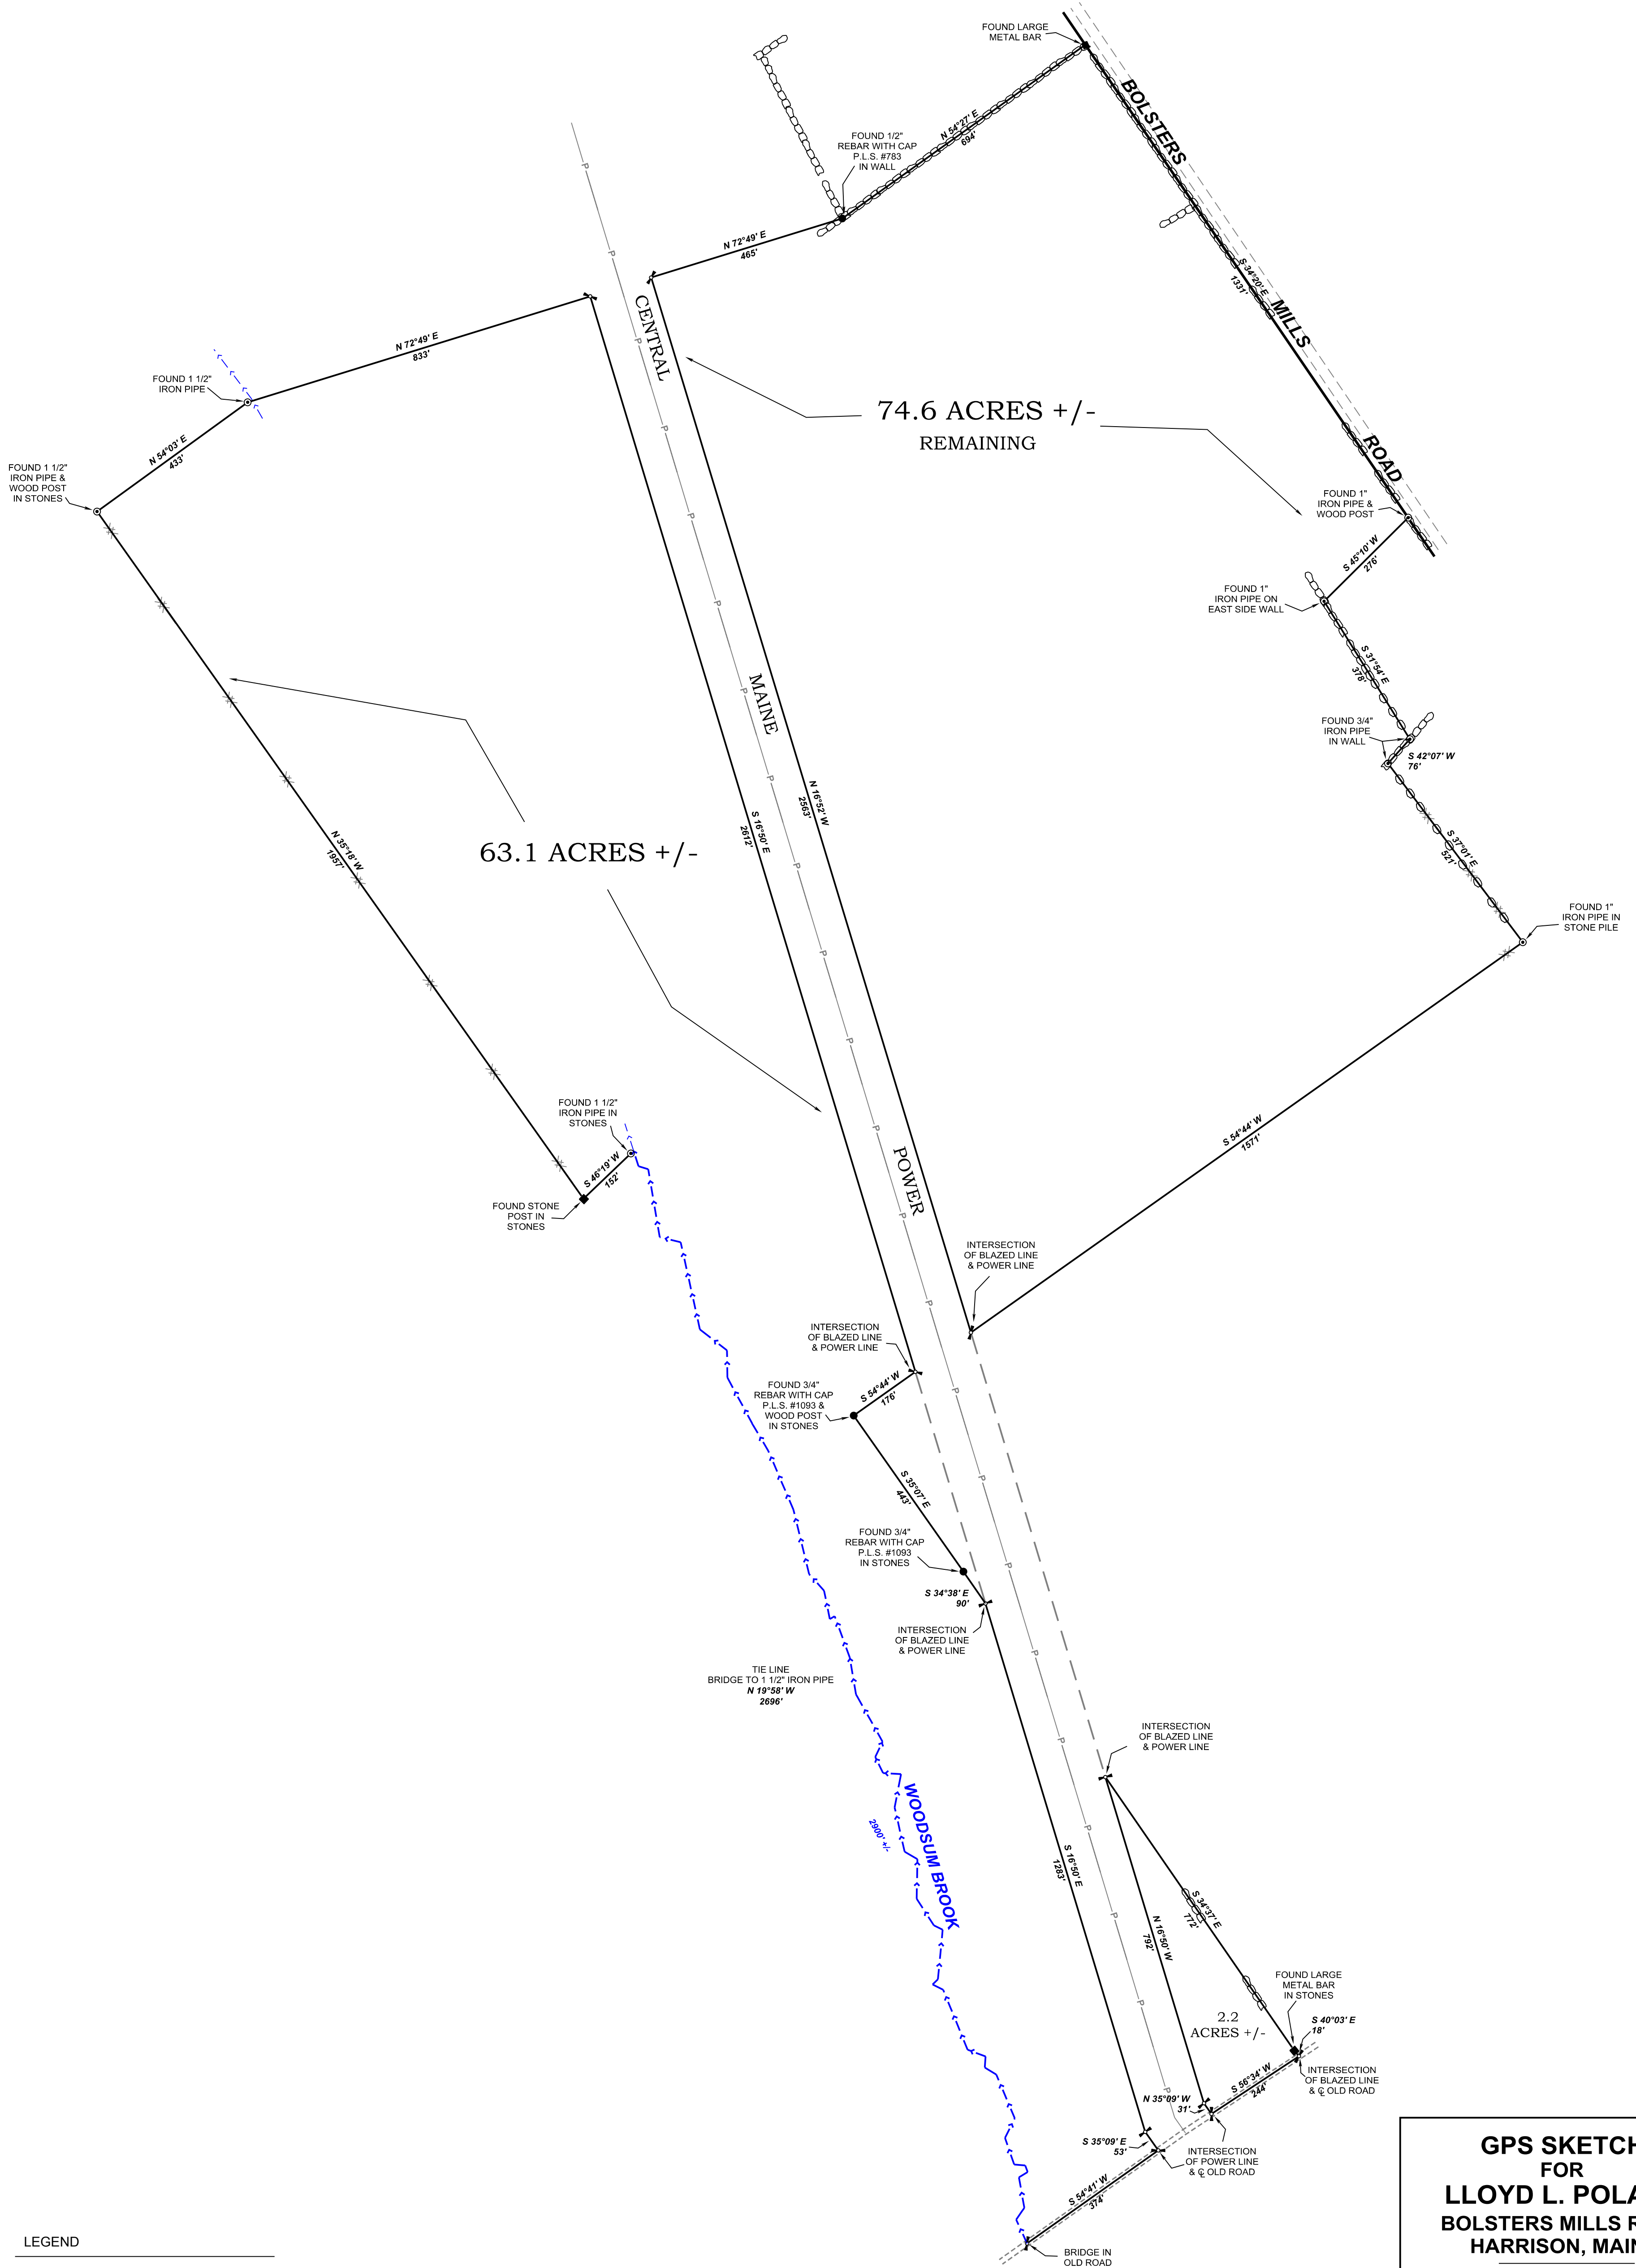 FOUND LARGE
METAL BAR
BOLSTERS
MILLS
ROAD
N 54°27' E
694'
FOUND 1/2"
REBAR WITH CAP
P.L.S. #783
IN WALL
S 34°20' E
1331'
N 72°49' E
465'
CENTRAL
MAINE
POWER
N 72°49' E
833'
FOUND 1 1/2"
IRON PIPE
74.6 ACRES +/-
REMAINING
N 54°03' E
433'
FOUND 1 1/2"
IRON PIPE &
WOOD POST
IN STONES
FOUND 1"
IRON PIPE &
WOOD POST
S 45°10' W
276'
FOUND 1"
IRON PIPE ON
EAST SIDE WALL
S 31°54' E
378'
FOUND 3/4"
IRON PIPE
IN WALL
S 42°07' W
76'
N 16°52' W
2563'
S 16°50' E
2612'
N 35°18' W
1957'
63.1 ACRES +/-
S 37°01' E
521'
FOUND 1"
IRON PIPE IN
STONE PILE
FOUND 1 1/2"
IRON PIPE IN
STONES
S 46°19' W
152'
FOUND STONE
POST IN
STONES
S 54°44' W
1571'
INTERSECTION
OF BLAZED LINE
& POWER LINE
INTERSECTION
OF BLAZED LINE
& POWER LINE
S 54°44' W
176'
FOUND 3/4"
REBAR WITH CAP
P.L.S. #1093 &
WOOD POST
IN STONES
S 35°07' E
443'
FOUND 3/4"
REBAR WITH CAP
P.L.S. #1093
IN STONES
S 34°38' E
90'
INTERSECTION
OF BLAZED LINE
& POWER LINE
TIE LINE
BRIDGE TO 1 1/2" IRON PIPE
N 19°58' W
2696'
INTERSECTION
OF BLAZED LINE
& POWER LINE
WOODSUM BROOK
2900' +/-
S 16°50' E
1283'
N 16°50' W
792'
S 34°37' E
772'
FOUND LARGE
METAL BAR
IN STONES
2.2
ACRES +/-
S 40°03' E
18'
INTERSECTION
OF BLAZED LINE
& ℄ OLD ROAD
S 56°34' W
244'
N 35°09' W
31'
S 35°09' E
53'
INTERSECTION
OF POWER LINE
& ℄ OLD ROAD
S 54°41' W
374'
BRIDGE IN
OLD ROAD
P P P P P P P P P P P P P P P P P P P P P P P
LEGEND
GPS SKETCH
FOR
LLOYD L. POLA
BOLSTERS MILLS R
HARRISON, MAIN